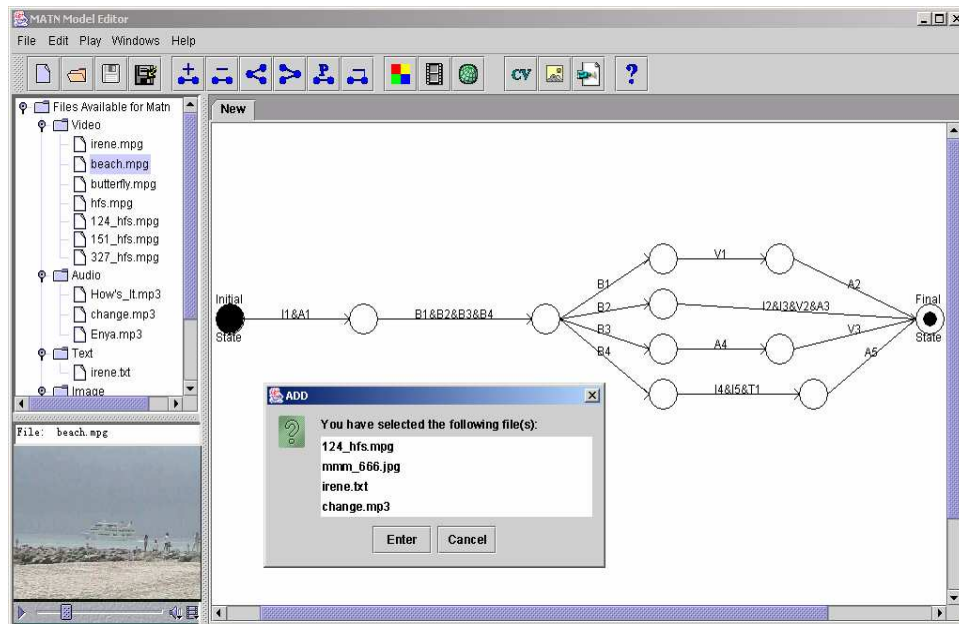 MATN Model Editor
File Edit Play Windows Help
CV
?
Files Available for Matn
Video
irene.mpg
beach.mpg
butterfly.mpg
hfs.mpg
124_hfs.mpg
151_hfs.mpg
327_hfs.mpg
Audio
How's_It.mp3
change.mp3
Enya.mp3
Text
irene.txt
Image
File: beach.mpg
New
Initial
State
I1&A1
B1&B2&B3&B4
B1
V1
A2
B2
I2&I3&V2&A3
B3
A4
V3
B4
I4&I5&T1
A5
Final
State
ADD
You have selected the following file(s):
124_hfs.mpg
mmm_666.jpg
irene.txt
change.mp3
Enter Cancel